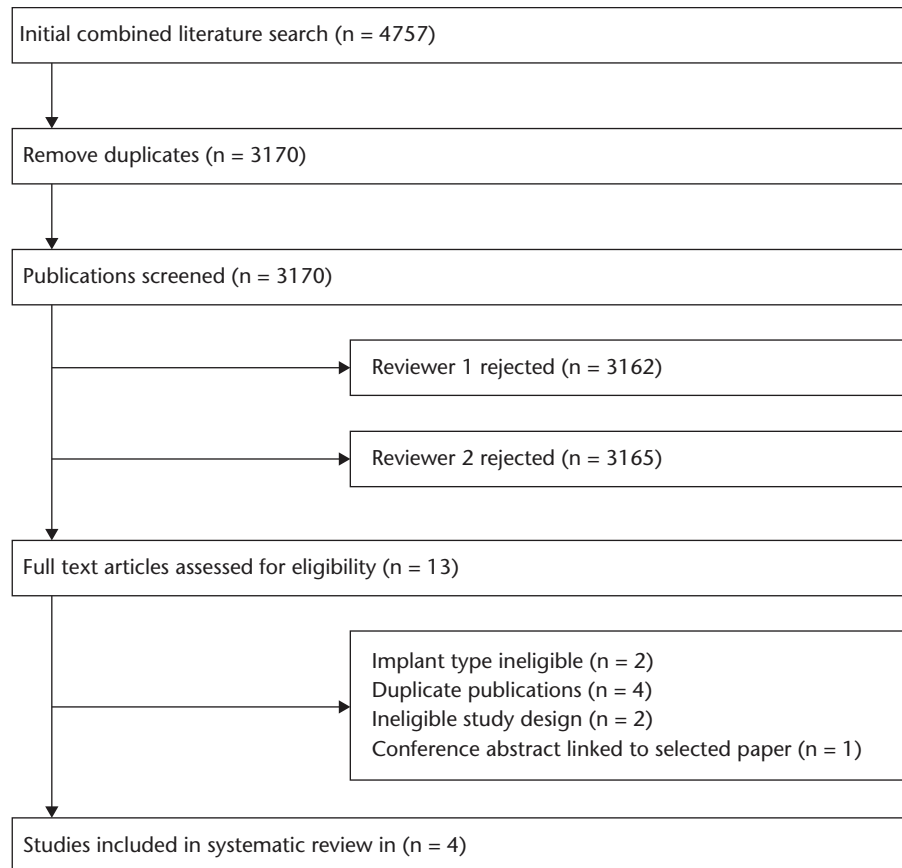 Initial combined literature search (n = 4757)
Remove duplicates (n = 3170)
Publications screened (n = 3170)
Reviewer 1 rejected (n = 3162)
Reviewer 2 rejected (n = 3165)
Full text articles assessed for eligibility (n = 13)
Implant type ineligible (n = 2)
Duplicate publications (n = 4)
Ineligible study design (n = 2)
Conference abstract linked to selected paper (n = 1)
Studies included in systematic review in (n = 4)